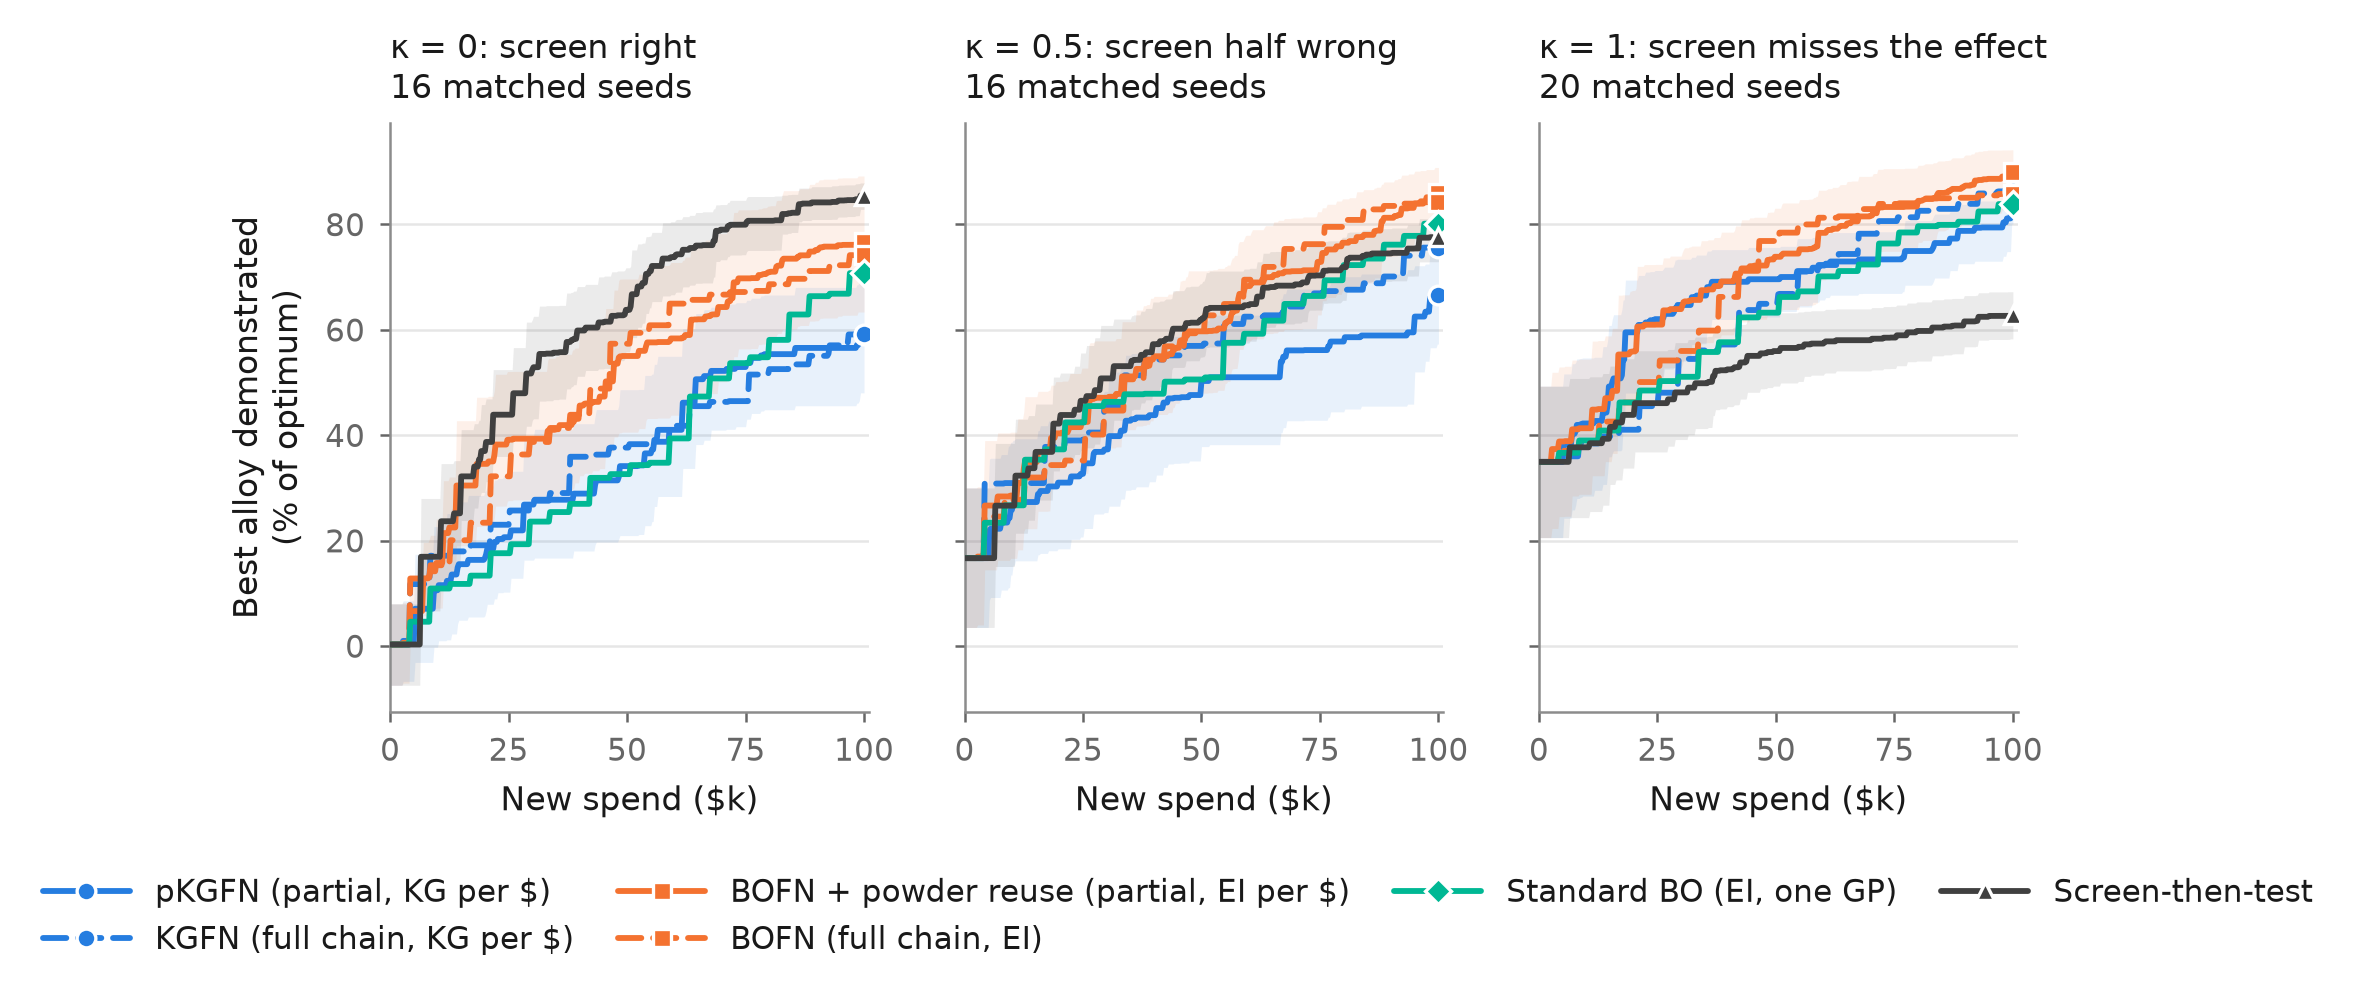 κ = 0: screen right
16 matched seeds
κ = 0.5: screen half wrong
16 matched seeds
κ = 1: screen misses the effect
20 matched seeds
Best alloy demonstrated
(% of optimum)
80
60
40
20
0
0 25 50 75 100
0 25 50 75 100
0 25 50 75 100
New spend ($k)
New spend ($k)
New spend ($k)
pKGFN (partial, KG per $)
KGFN (full chain, KG per $)
BOFN + powder reuse (partial, EI per $)
BOFN (full chain, EI)
Standard BO (EI, one GP)
Screen-then-test